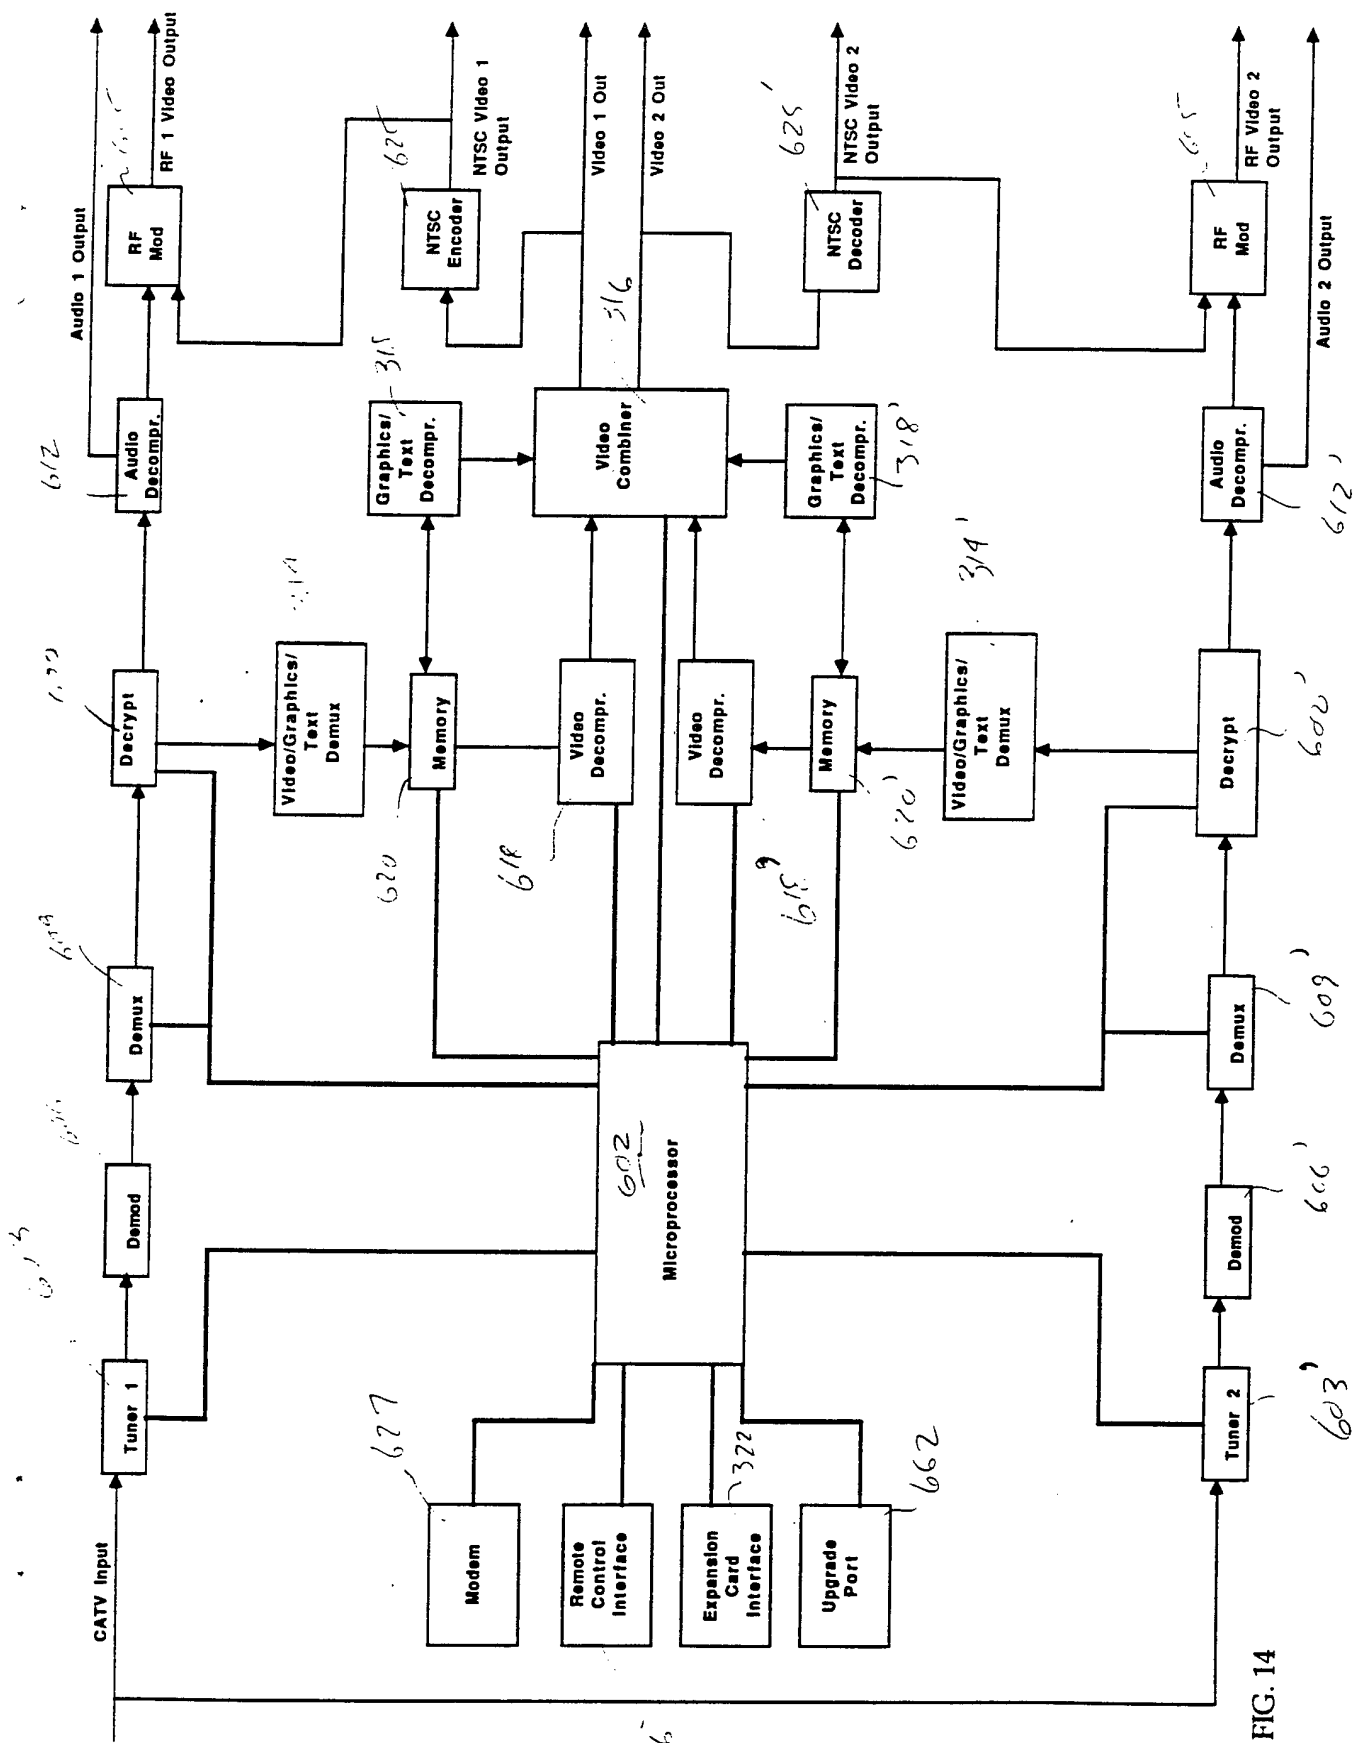 CATV Input
Tuner 1
Demod
Demux
Decrypt
Audio
Decompr.
612
Audio 1 Output
RF
Mod
RF 1 Video Output
Video/Graphics/
Text
Demux
Memory
620
Graphics/
Text
Decompr.
NTSC
Encoder
NTSC Video 1
Output
Modem
627
Remote
Control
Interface
Expansion
Card
Interface
322
Upgrade
Port
662
602
Microprocessor
Video
Decompr.
618
Video
Combiner
316
Video 1 Out
Video 2 Out
Video
Decompr.
618'
Memory
620'
Graphics/
Text
Decompr.
318'
NTSC
Decoder
625'
NTSC Video 2
Output
Video/Graphics/
Text
Demux
314'
Tuner 2
603'
Demod
606'
Demux
609'
Decrypt
602'
Audio
Decompr.
612'
RF
Mod
RF Video 2
Output
Audio 2 Output
FIG. 14